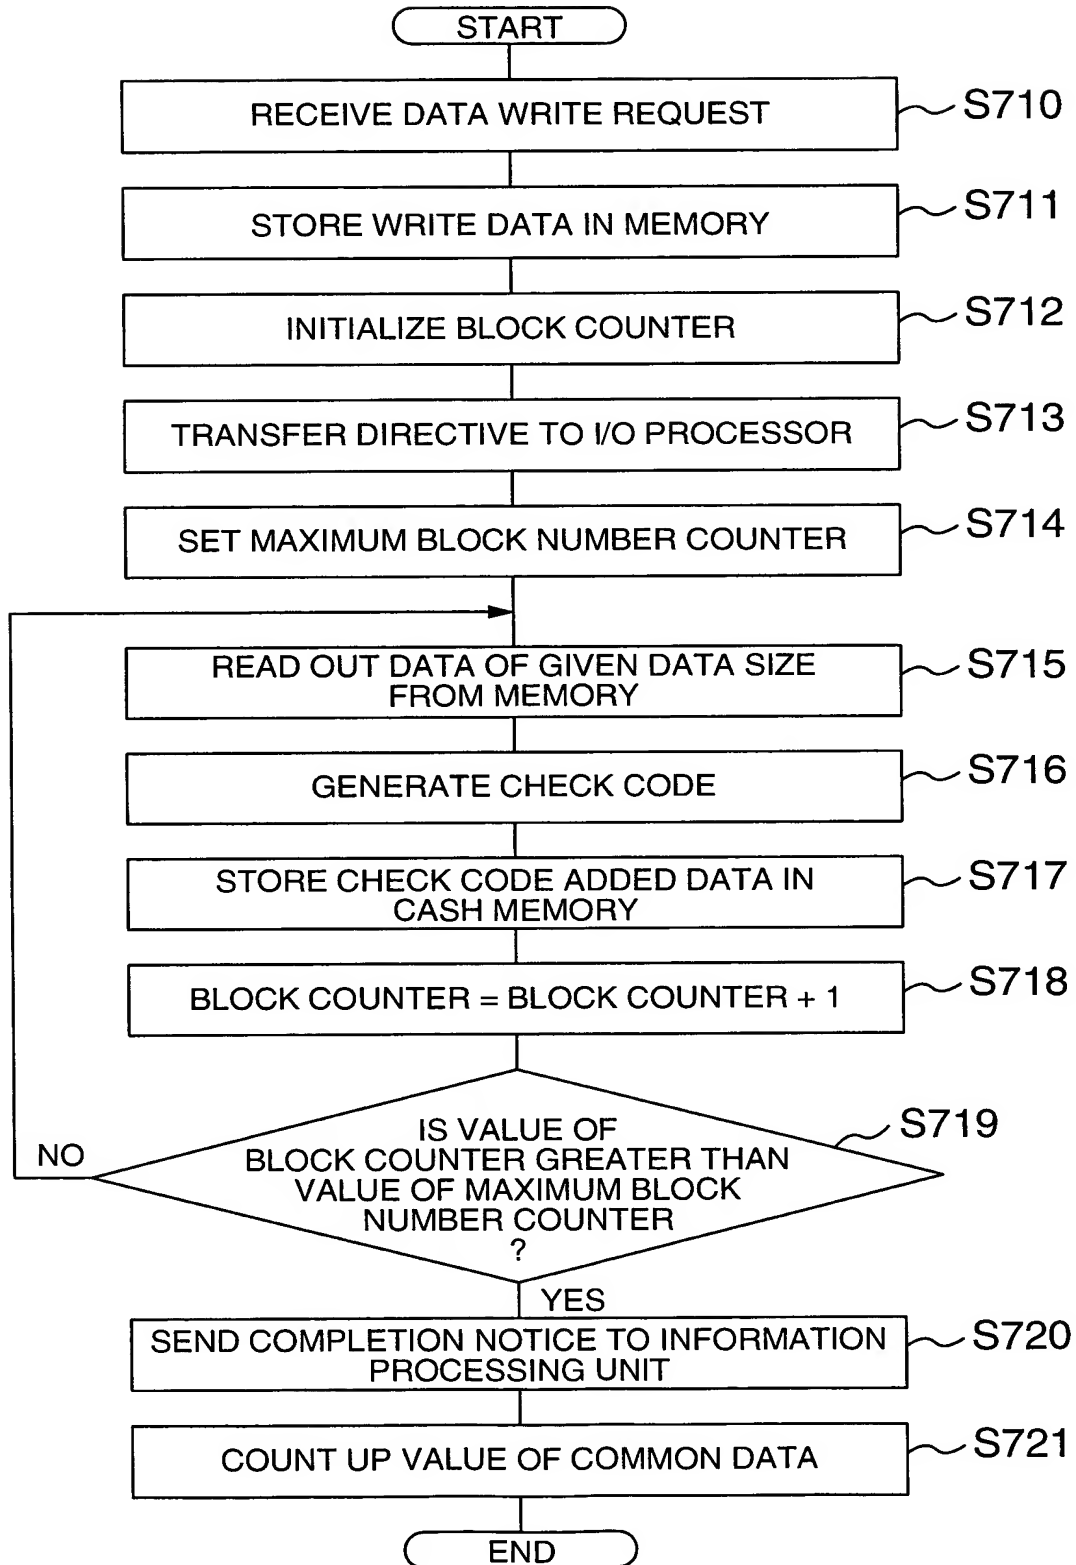 START
RECEIVE DATA WRITE REQUEST
S710
STORE WRITE DATA IN MEMORY
S711
INITIALIZE BLOCK COUNTER
S712
TRANSFER DIRECTIVE TO I/O PROCESSOR
S713
SET MAXIMUM BLOCK NUMBER COUNTER
S714
READ OUT DATA OF GIVEN DATA SIZE
FROM MEMORY
S715
GENERATE CHECK CODE
S716
STORE CHECK CODE ADDED DATA IN
CASH MEMORY
S717
BLOCK COUNTER = BLOCK COUNTER + 1
S718
IS VALUE OF
BLOCK COUNTER GREATER THAN
VALUE OF MAXIMUM BLOCK
NUMBER COUNTER
?
S719
NO
YES
SEND COMPLETION NOTICE TO INFORMATION
PROCESSING UNIT
S720
COUNT UP VALUE OF COMMON DATA
S721
END